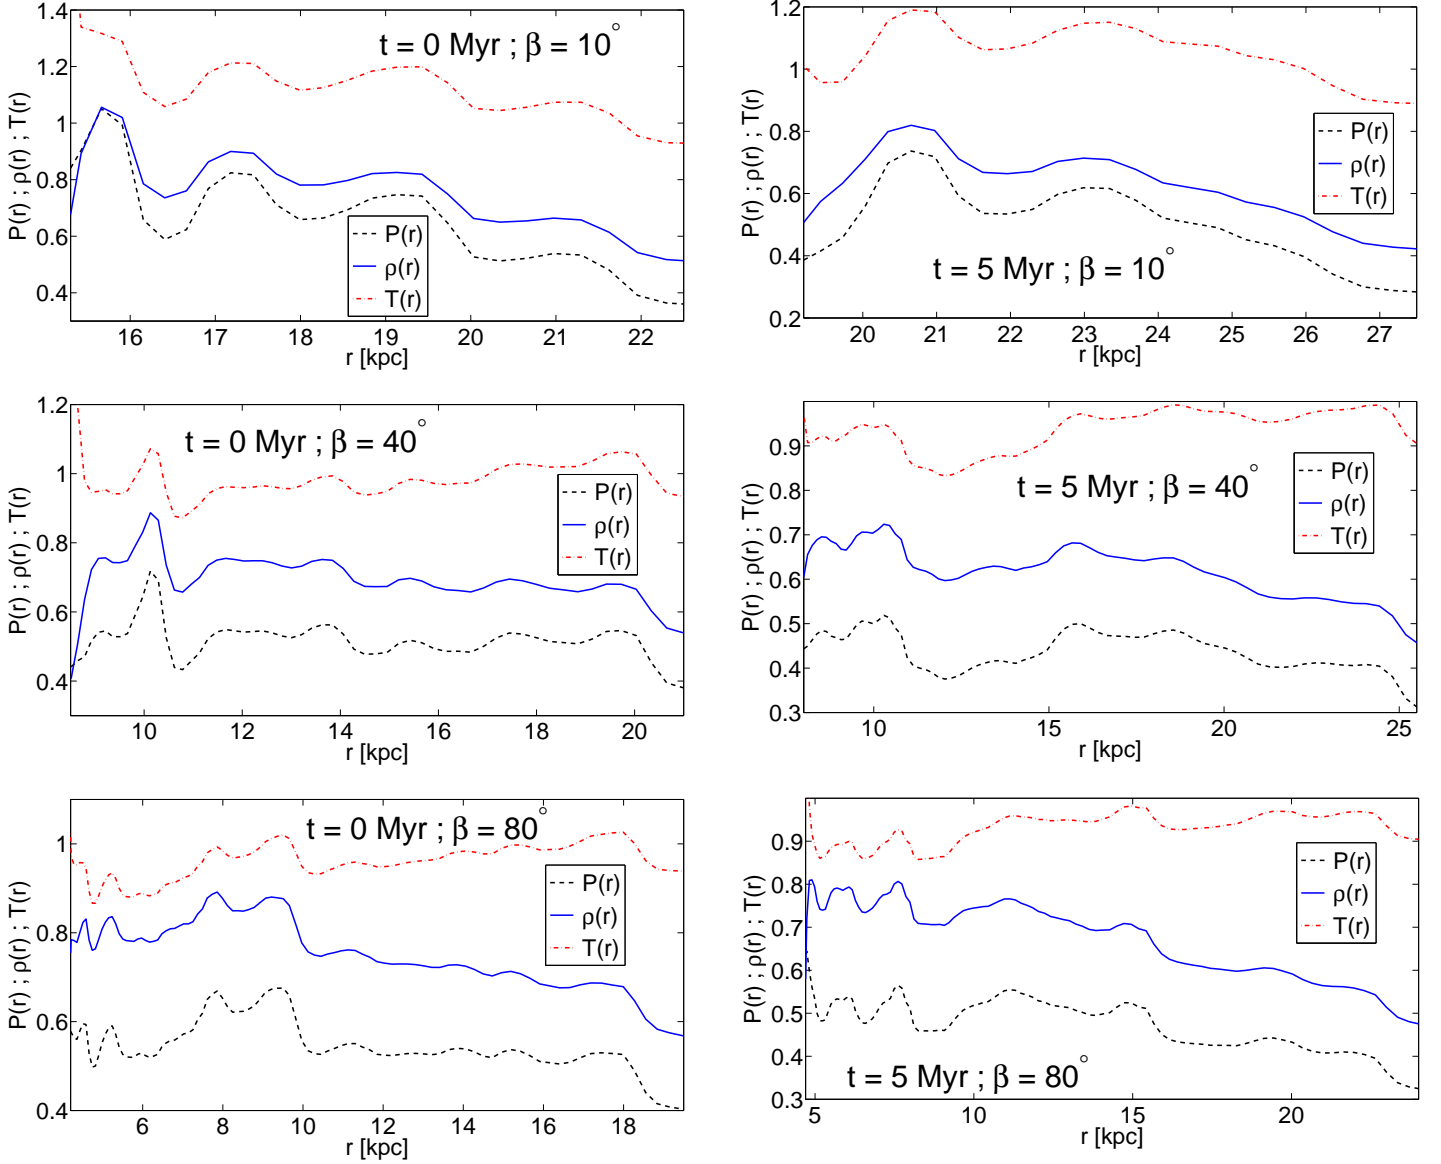 t = 0 Myr ; β = 10°
P(r) ; ρ(r) ; T(r)
1.4
1.2
1
0.8
0.6
0.4
P(r)
ρ(r)
T(r)
16 17 18 19 20 21 22
r [kpc]
P(r) ; ρ(r) ; T(r)
1.2
1
0.8
0.6
0.4
0.2
P(r)
ρ(r)
T(r)
t = 5 Myr ; β = 10°
20 21 22 23 24 25 26 27
r [kpc]
t = 0 Myr ; β = 40°
P(r) ; ρ(r) ; T(r)
1.2
1
0.8
0.6
0.4
P(r)
ρ(r)
T(r)
10 12 14 16 18 20
r [kpc]
P(r) ; ρ(r) ; T(r)
0.9
0.8
0.7
0.6
0.5
0.4
0.3
P(r)
ρ(r)
T(r)
t = 5 Myr ; β = 40°
10 15 20 25
r [kpc]
t = 0 Myr ; β = 80°
P(r) ; ρ(r) ; T(r)
1
0.8
0.6
0.4
P(r)
ρ(r)
T(r)
6 8 10 12 14 16 18
r [kpc]
P(r) ; ρ(r) ; T(r)
0.9
0.8
0.7
0.6
0.5
0.4
0.3
P(r)
ρ(r)
T(r)
t = 5 Myr ; β = 80°
5 10 15 20
r [kpc]